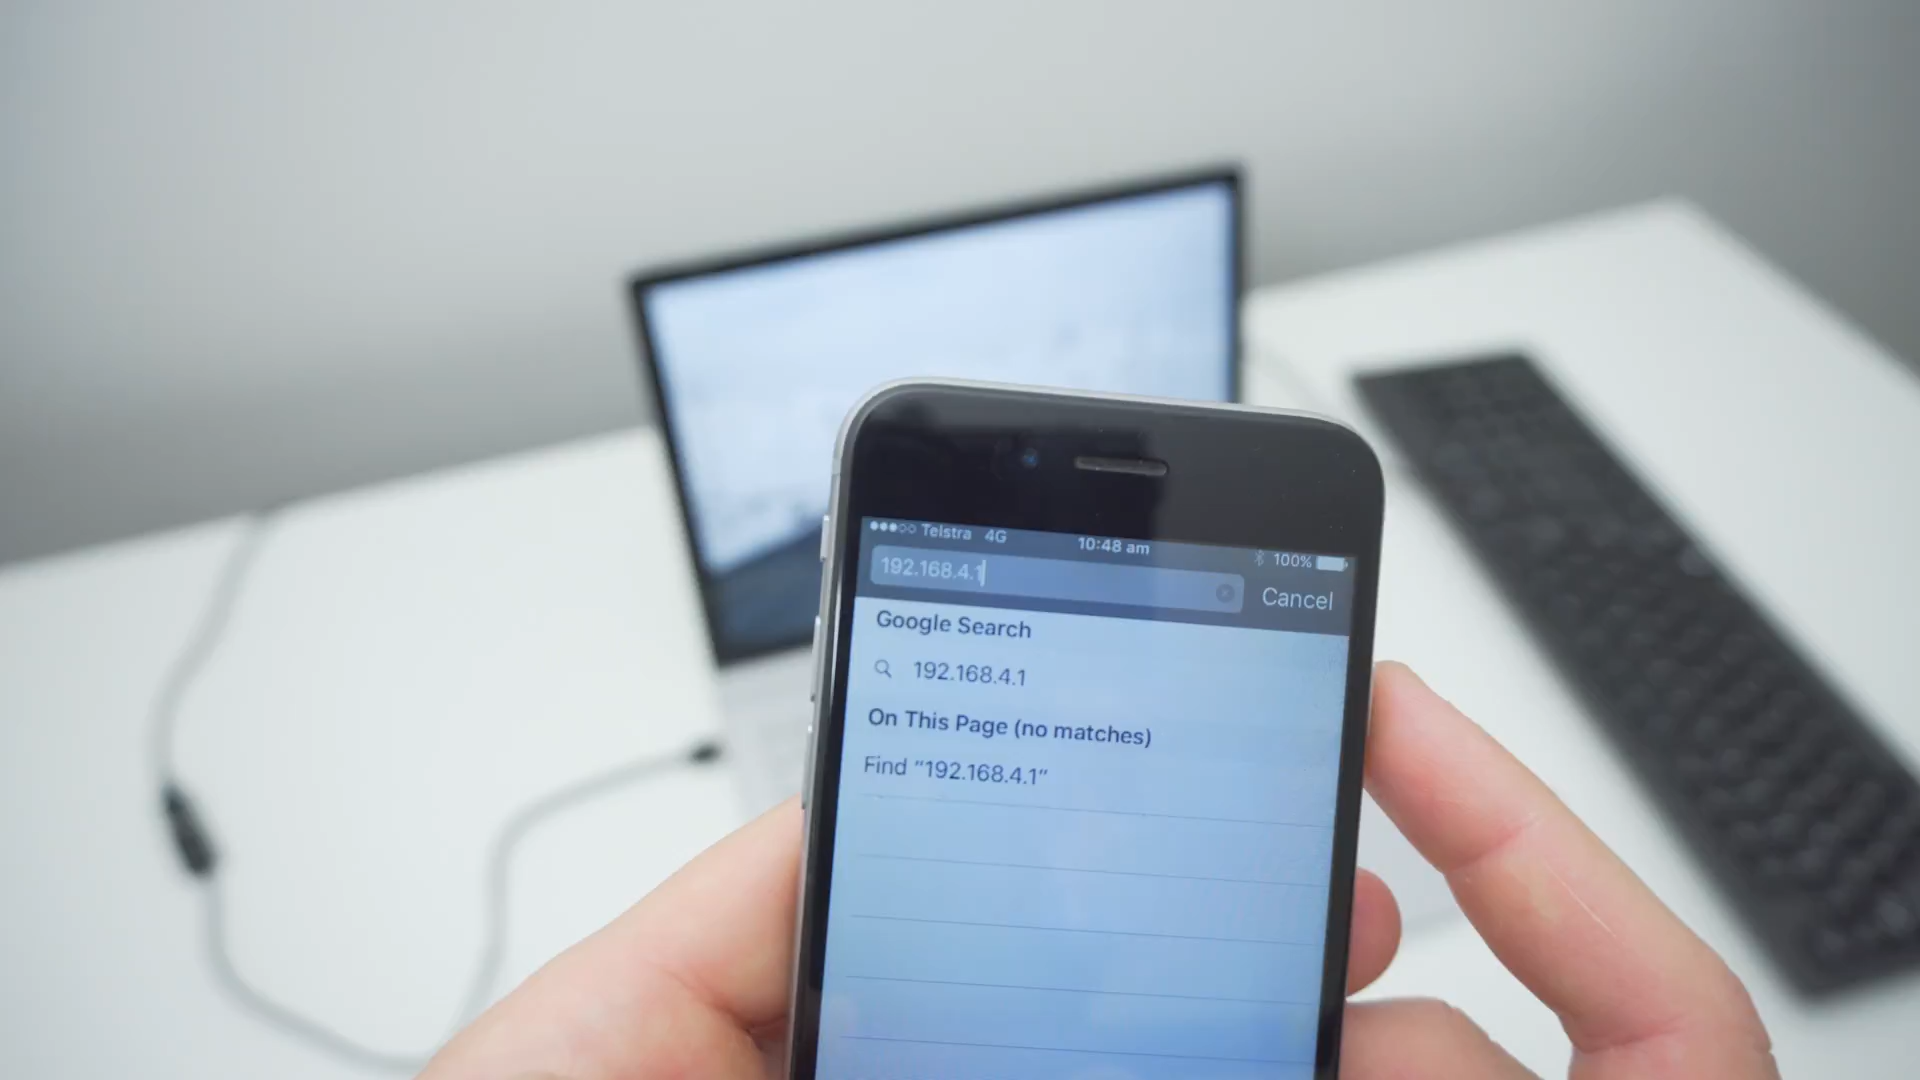 Telstra 4G 10:48 am 100%
192.168.4.1 Cancel
Google Search
192.168.4.1
On This Page (no matches)
Find “192.168.4.1”